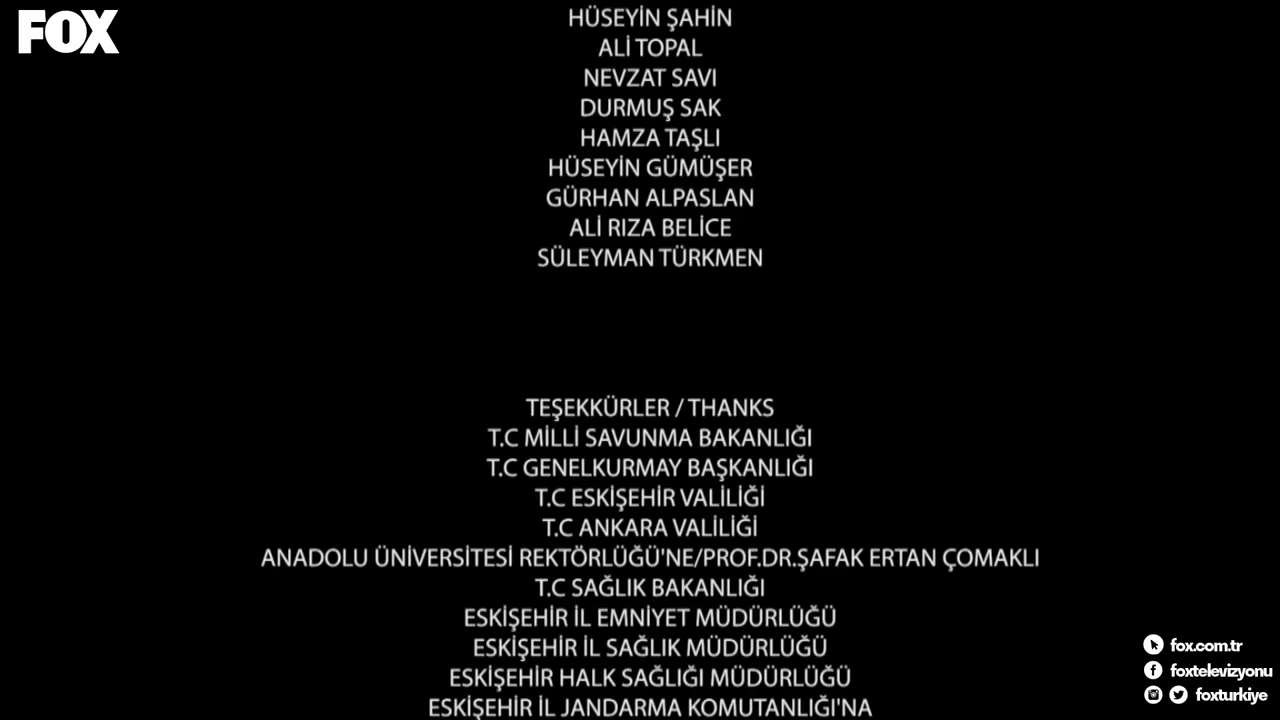 FOX
HÜSEYİN ŞAHİN
ALİ TOPAL
NEVZAT SAVI
DURMUŞ SAK
HAMZA TAŞLI
HÜSEYİN GÜMÜŞER
GÜRHAN ALPASLAN
ALİ RIZA BELİCE
SÜLEYMAN TÜRKMEN
TEŞEKKÜRLER / THANKS
T.C MİLLİ SAVUNMA BAKANLIĞI
T.C GENELKURMAY BAŞKANLIĞI
T.C ESKİŞEHİR VALİLİĞİ
T.C ANKARA VALİLİĞİ
ANADOLU ÜNİVERSİTESİ REKTÖRLÜĞÜ'NE/PROF.DR.ŞAFAK ERTAN ÇOMAKLI
T.C SAĞLIK BAKANLIĞI
ESKİŞEHİR İL EMNİYET MÜDÜRLÜĞÜ
ESKİŞEHİR İL SAĞLIK MÜDÜRLÜĞÜ
ESKİŞEHİR HALK SAĞLIĞI MÜDÜRLÜĞÜ
ESKİŞEHİR İL JANDARMA KOMUTANLIĞI'NA
fox.com.tr
foxtelevizyonu
foxturkiye